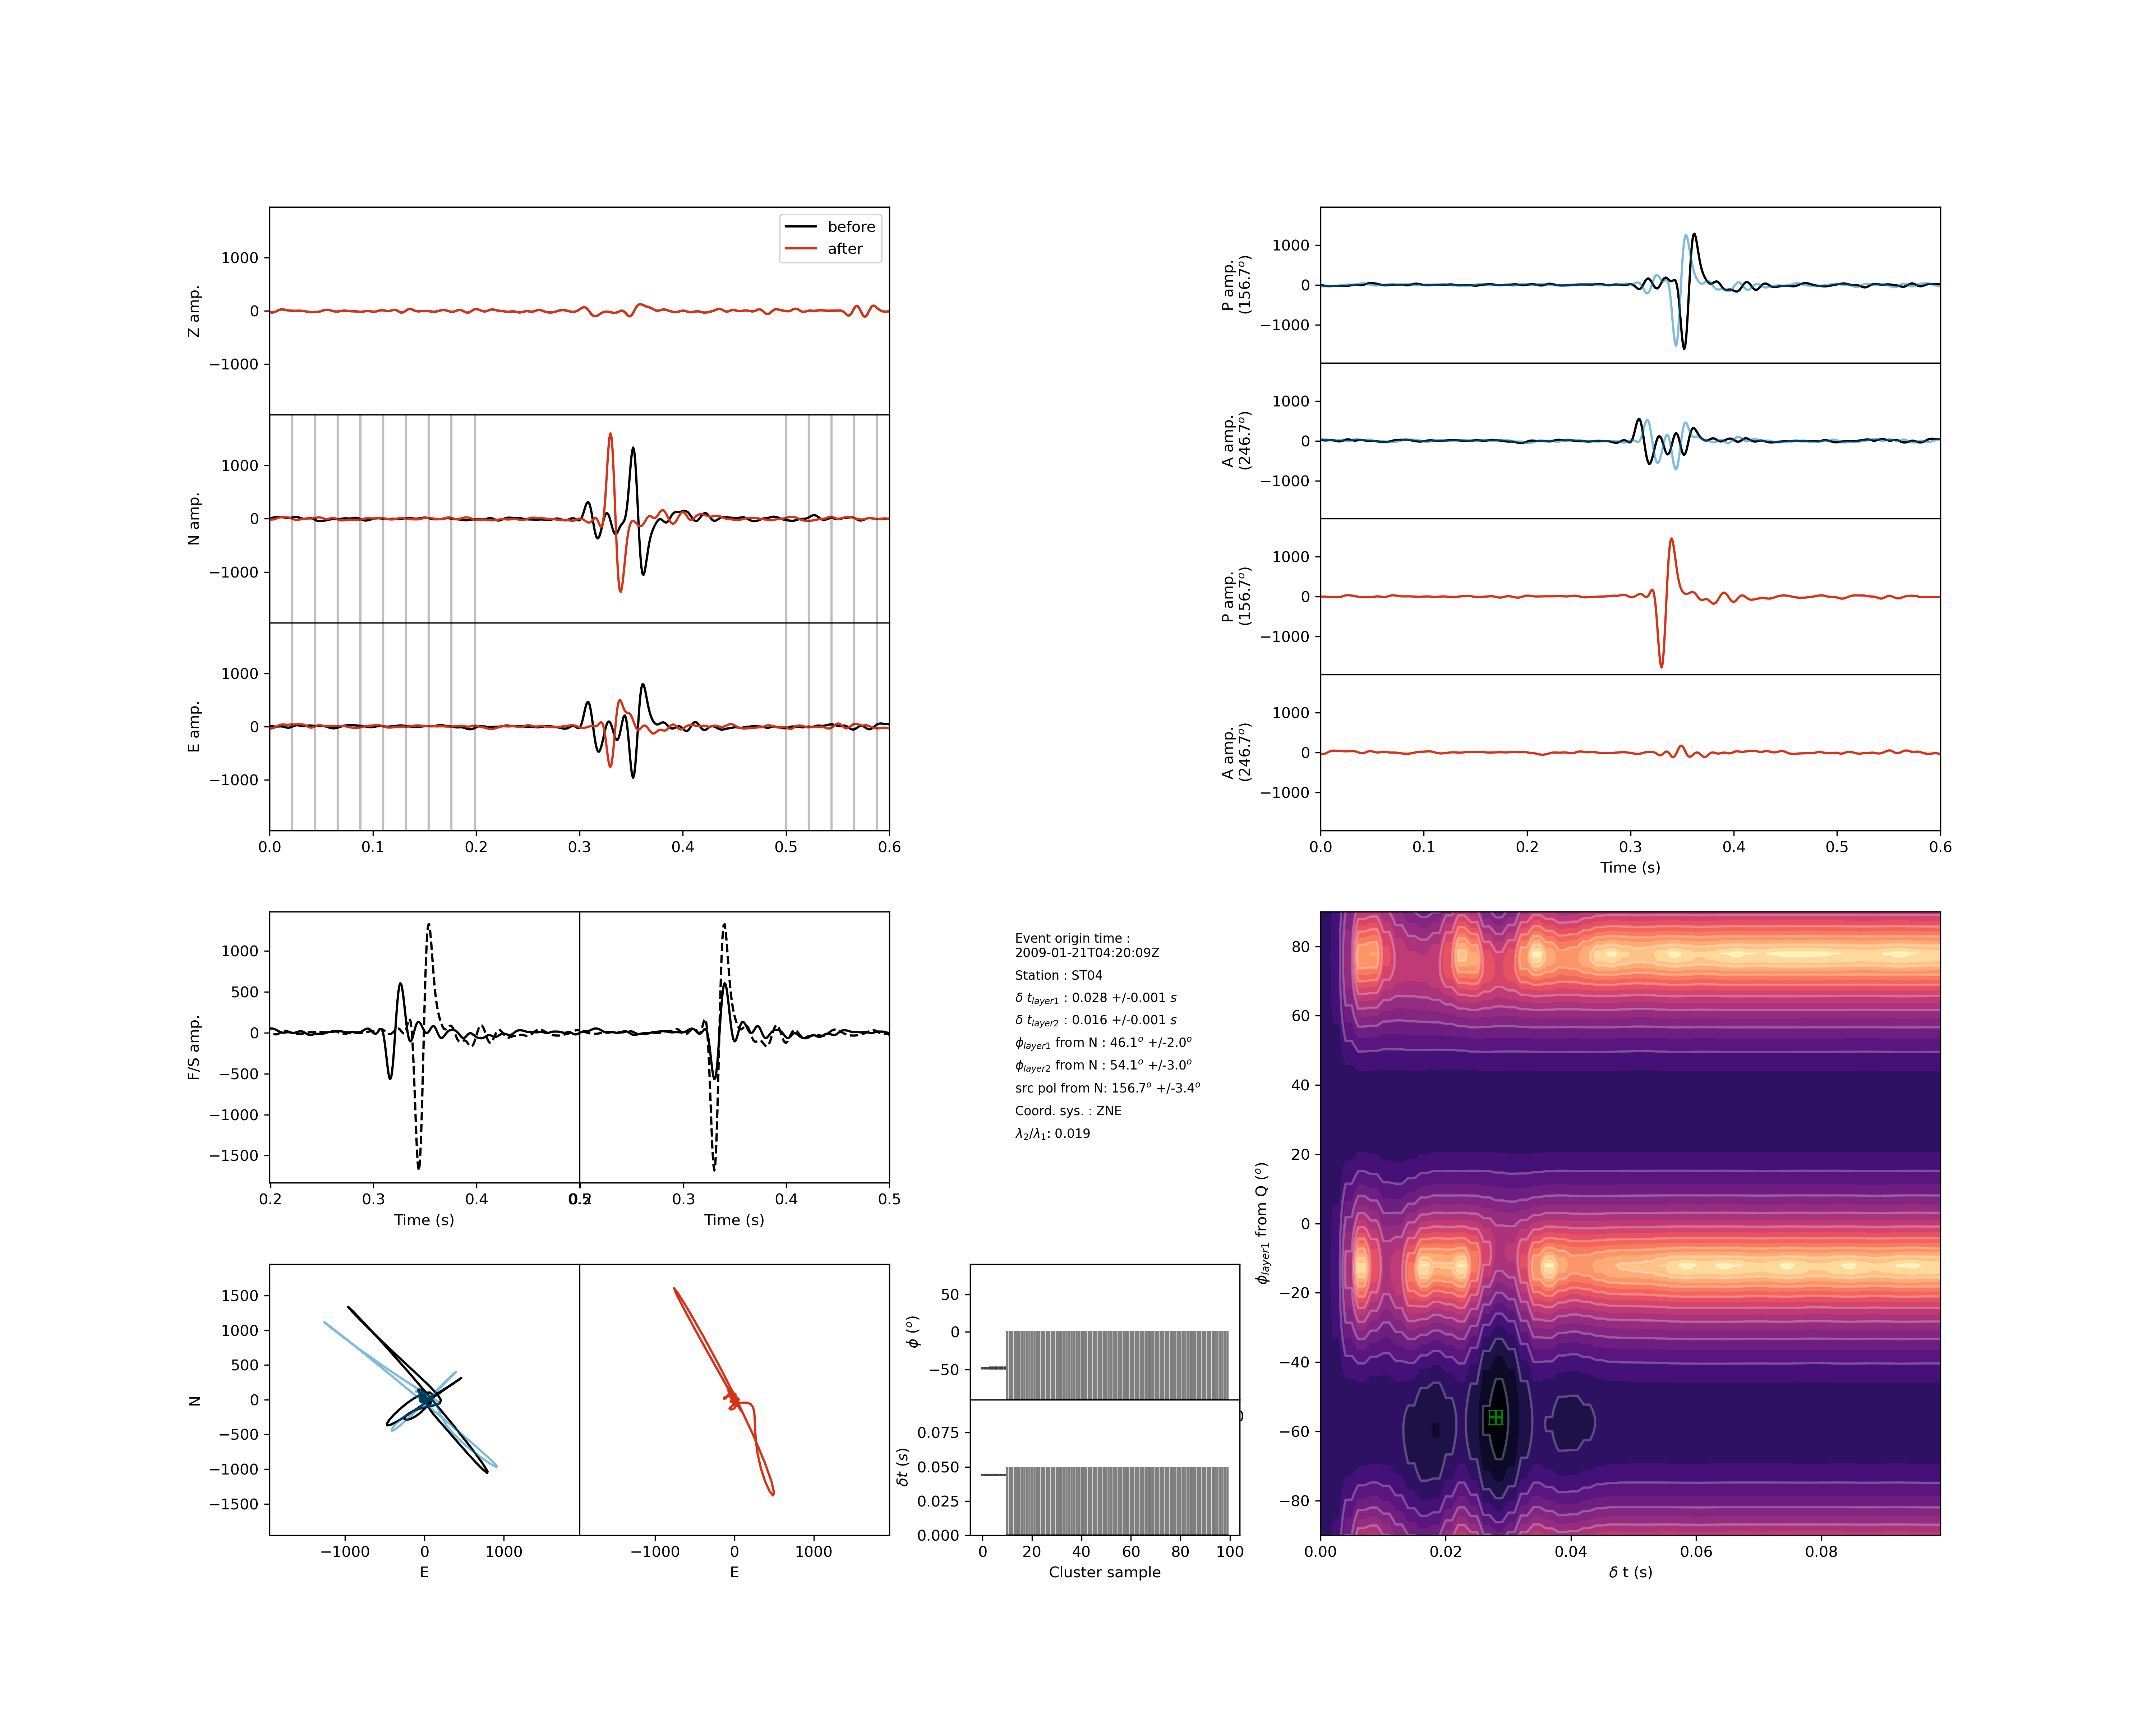 before
after
1000
0
−1000
Z amp.
1000
0
−1000
N amp.
1000
0
−1000
E amp.
0.0 0.1 0.2 0.3 0.4 0.5 0.6
1000
0
−1000
P amp.
(156.7°)
1000
0
−1000
A amp.
(246.7°)
1000
0
−1000
P amp.
(156.7°)
1000
0
−1000
A amp.
(246.7°)
0.0 0.1 0.2 0.3 0.4 0.5 0.6
Time (s)
1000
500
0
−500
−1000
−1500
F/S amp.
0.2 0.3 0.4 0.5
Time (s)
0.2 0.3 0.4 0.5
Time (s)
Event origin time :
2009-01-21T04:20:09Z
Station : ST04
δ t_layer1 : 0.028 +/-0.001 s
δ t_layer2 : 0.016 +/-0.001 s
ϕ_layer1 from N : 46.1° +/-2.0°
ϕ_layer2 from N : 54.1° +/-3.0°
src pol from N: 156.7° +/-3.4°
Coord. sys. : ZNE
λ₂/λ₁: 0.019
1500
1000
500
0
−500
−1000
−1500
N
−1000 0 1000
E
−1000 0 1000
E
50
0
−50
ϕ (°)
0.075
0.050
0.025
0.000
δt (s)
0 20 40 60 80 100
Cluster sample
80
60
40
20
0
−20
−40
−60
−80
ϕ_layer1 from Q (°)
0.00 0.02 0.04 0.06 0.08
δ t (s)